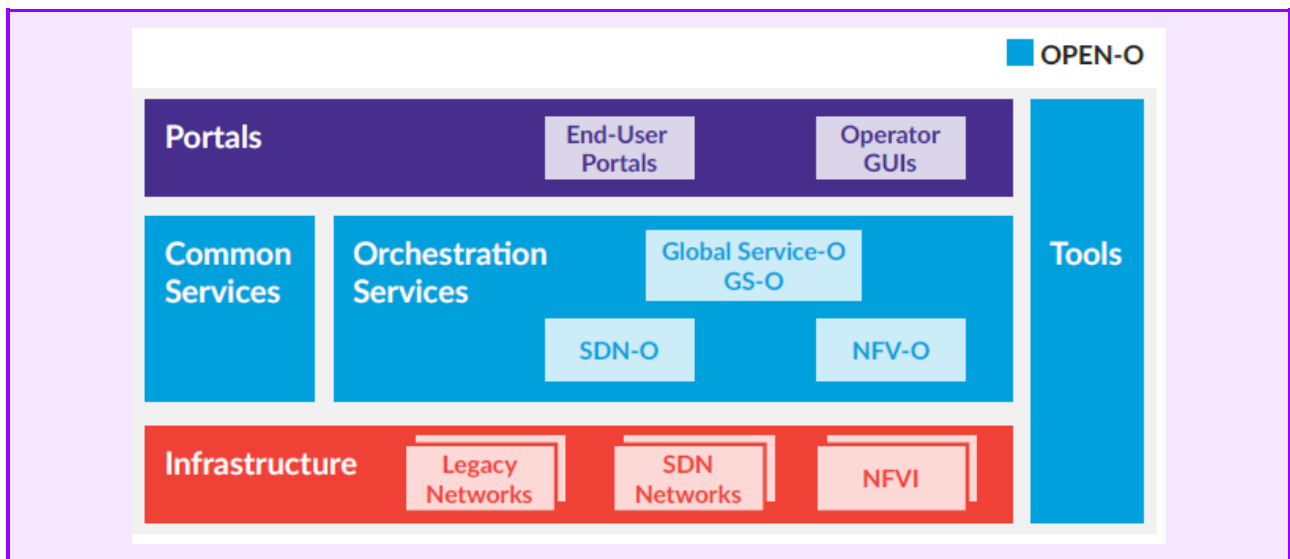 OPEN-O
Portals
End-User
Portals
Operator
GUIs
Common
Services
Orchestration
Services
Global Service-O
GS-O
SDN-O
NFV-O
Tools
Infrastructure
Legacy
Networks
SDN
Networks
NFVI